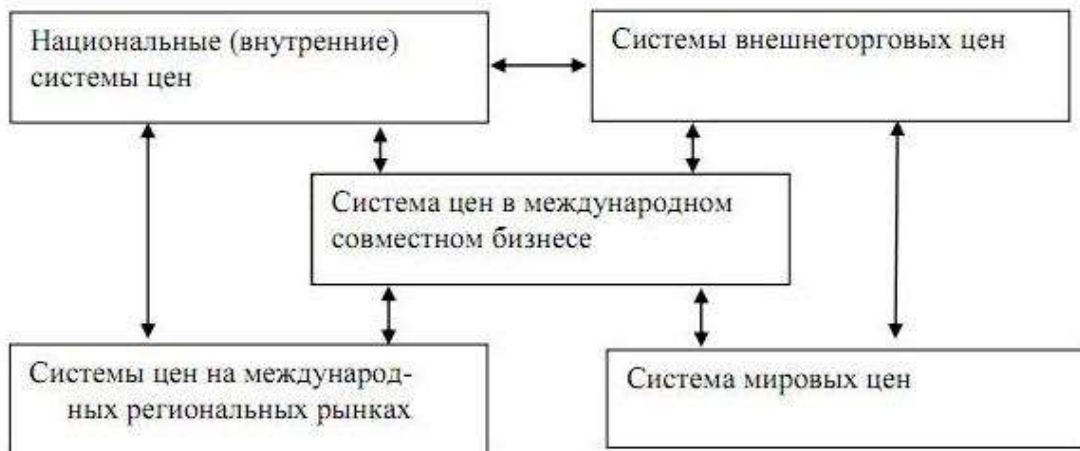 Национальные (внутренние)
системы цен
Системы внешнеторговых цен
Система цен в международном
совместном бизнесе
Системы цен на международ-
ных региональных рынках
Система мировых цен